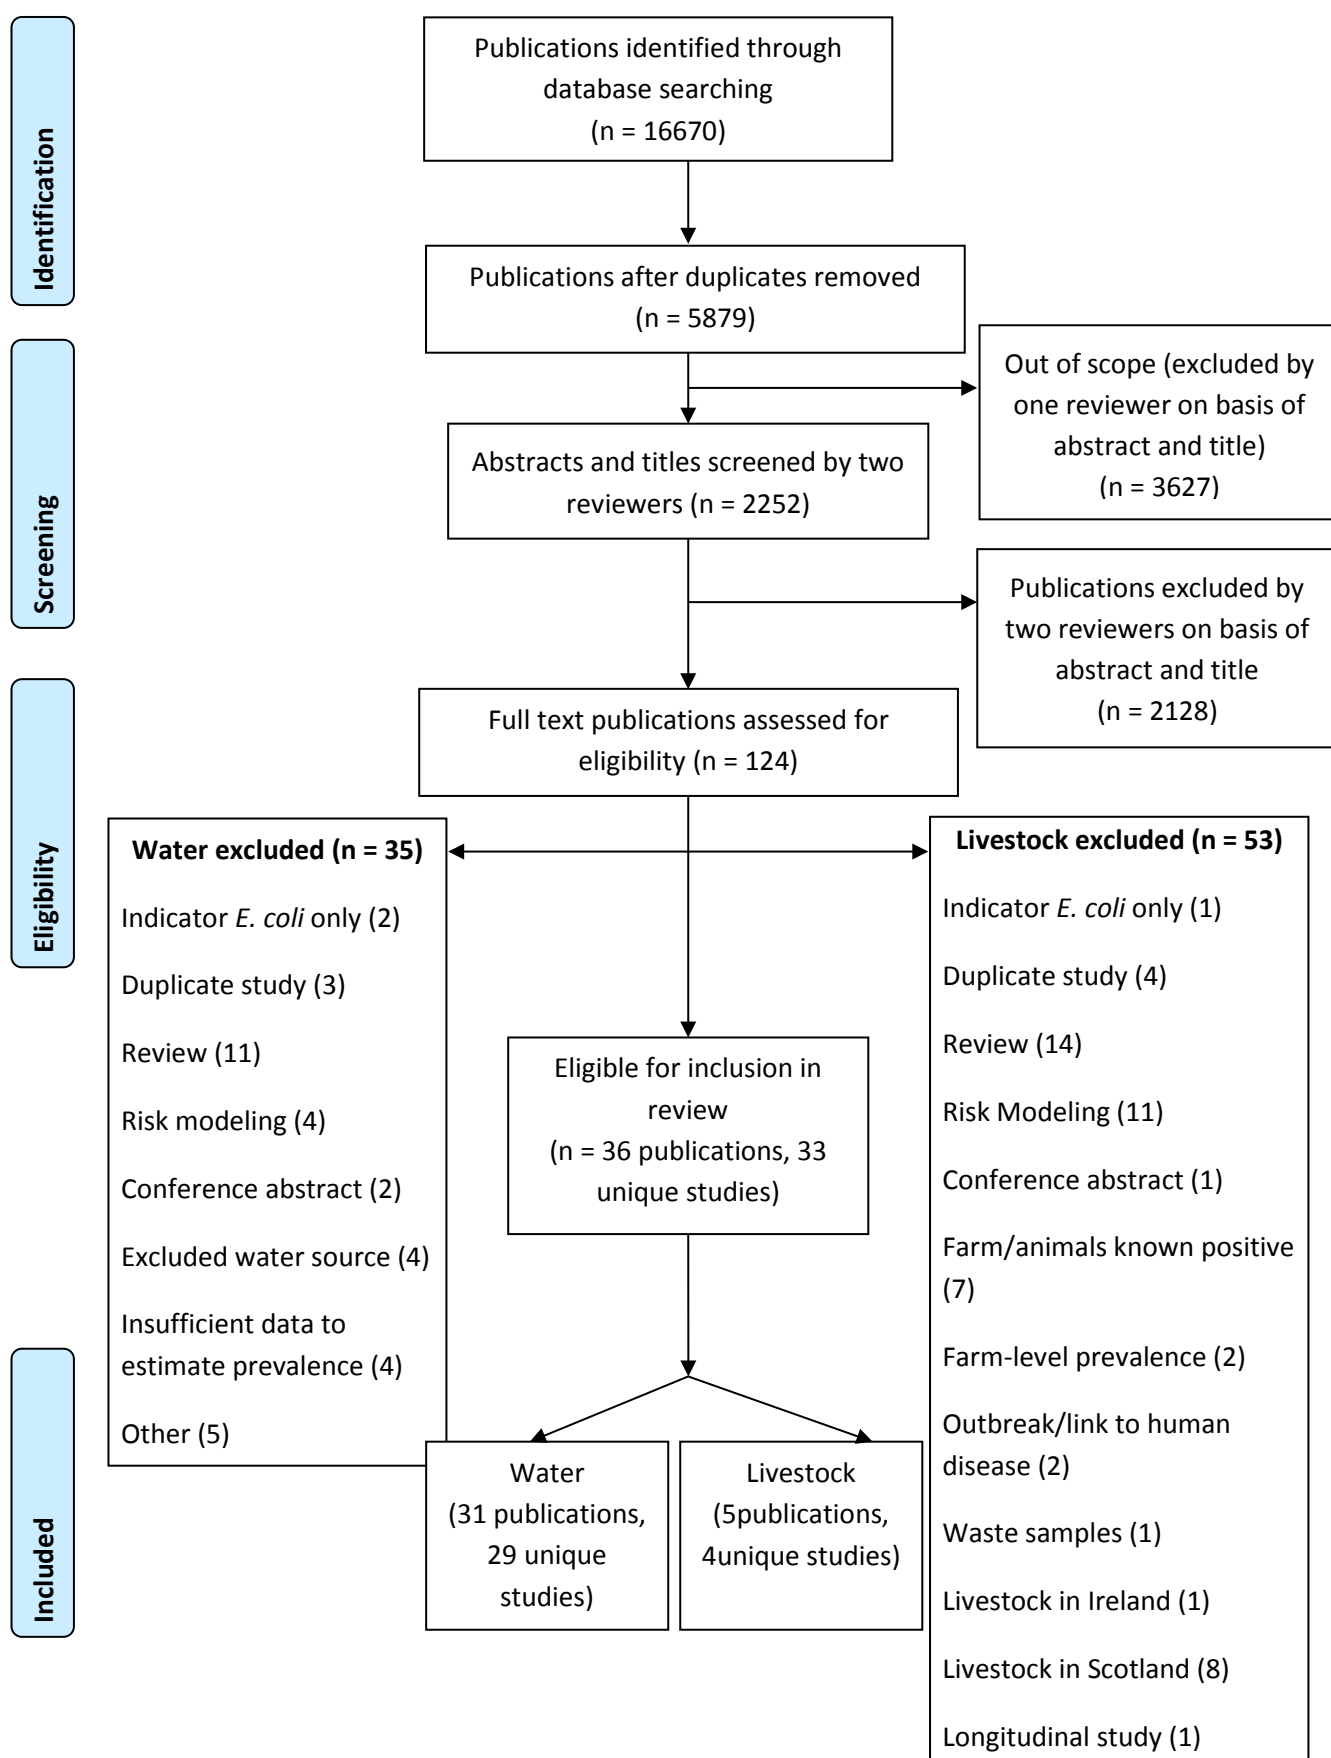 Identification
Publications identified through
database searching
(n = 16670)
Publications after duplicates removed
(n = 5879)
Screening
Out of scope (excluded by
one reviewer on basis of
abstract and title)
(n = 3627)
Abstracts and titles screened by two
reviewers (n = 2252)
Publications excluded by
two reviewers on basis of
abstract and title
(n = 2128)
Eligibility
Full text publications assessed for
eligibility (n = 124)
Water excluded (n = 35)
Indicator E. coli only (2)
Duplicate study (3)
Review (11)
Risk modeling (4)
Conference abstract (2)
Excluded water source (4)
Insufficient data to
estimate prevalence (4)
Other (5)
Livestock excluded (n = 53)
Indicator E. coli only (1)
Duplicate study (4)
Review (14)
Risk Modeling (11)
Conference abstract (1)
Farm/animals known positive
(7)
Farm-level prevalence (2)
Outbreak/link to human
disease (2)
Waste samples (1)
Livestock in Ireland (1)
Livestock in Scotland (8)
Longitudinal study (1)
Eligible for inclusion in
review
(n = 36 publications, 33
unique studies)
Included
Water
(31 publications,
29 unique
studies)
Livestock
(5publications,
4unique studies)